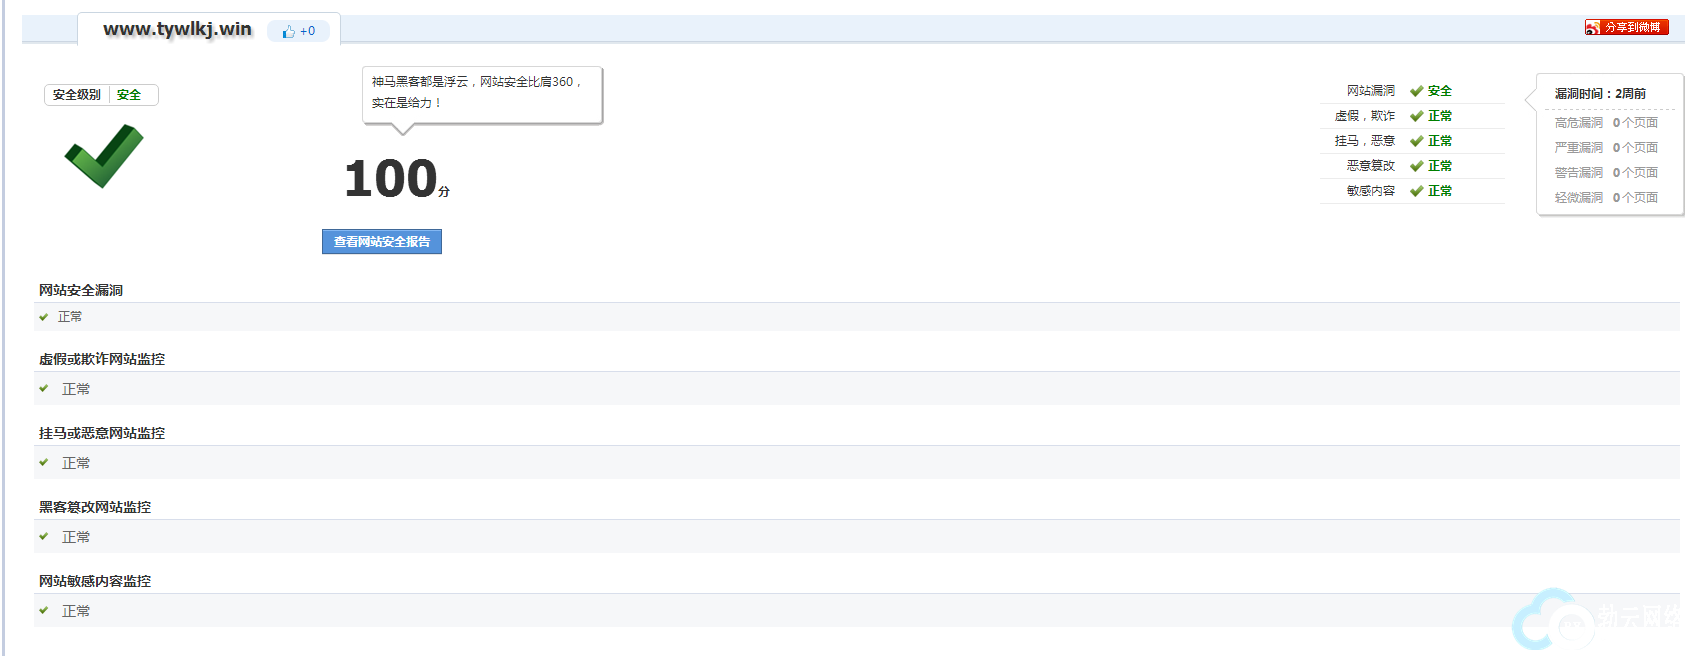 www.tywlkj.win
+0
分享到微博
安全级别 安全
神马黑客都是浮云，网站安全比肩360，
实在是给力！
100分
查看网站安全报告
网站漏洞 安全
虚假，欺诈 正常
挂马，恶意 正常
恶意篡改 正常
敏感内容 正常
漏洞时间：2周前
高危漏洞 0个页面
严重漏洞 0个页面
警告漏洞 0个页面
轻微漏洞 0个页面
网站安全漏洞
正常
虚假或欺诈网站监控
正常
挂马或恶意网站监控
正常
黑客篡改网站监控
正常
网站敏感内容监控
正常
勃云网络